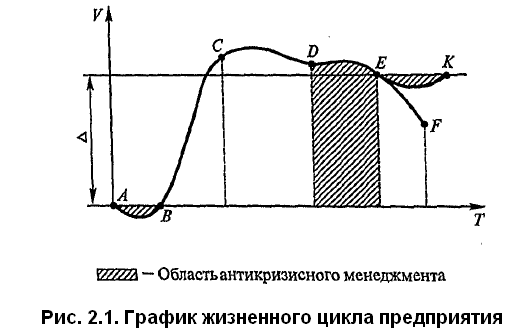 V
C
D
E
K
F
Δ
A
B
T
— Область антикризисного менеджмента
Рис. 2.1. График жизненного цикла предприятия